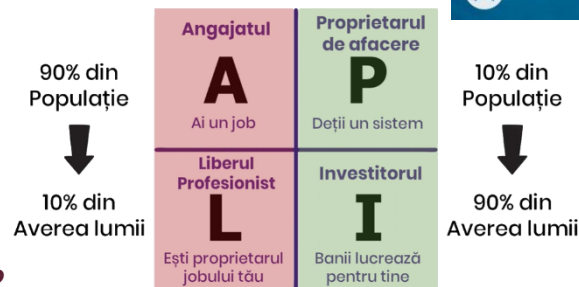 Angajatul
A
Ai un job
Proprietarul
de afacere
P
Deții un sistem
90% din
Populație
10% din
Averea lumii
10% din
Populație
90% din
Averea lumii
Liberul
Profesionist
L
Ești proprietarul
jobului tău
Investitorul
I
Banii lucrează
pentru tine